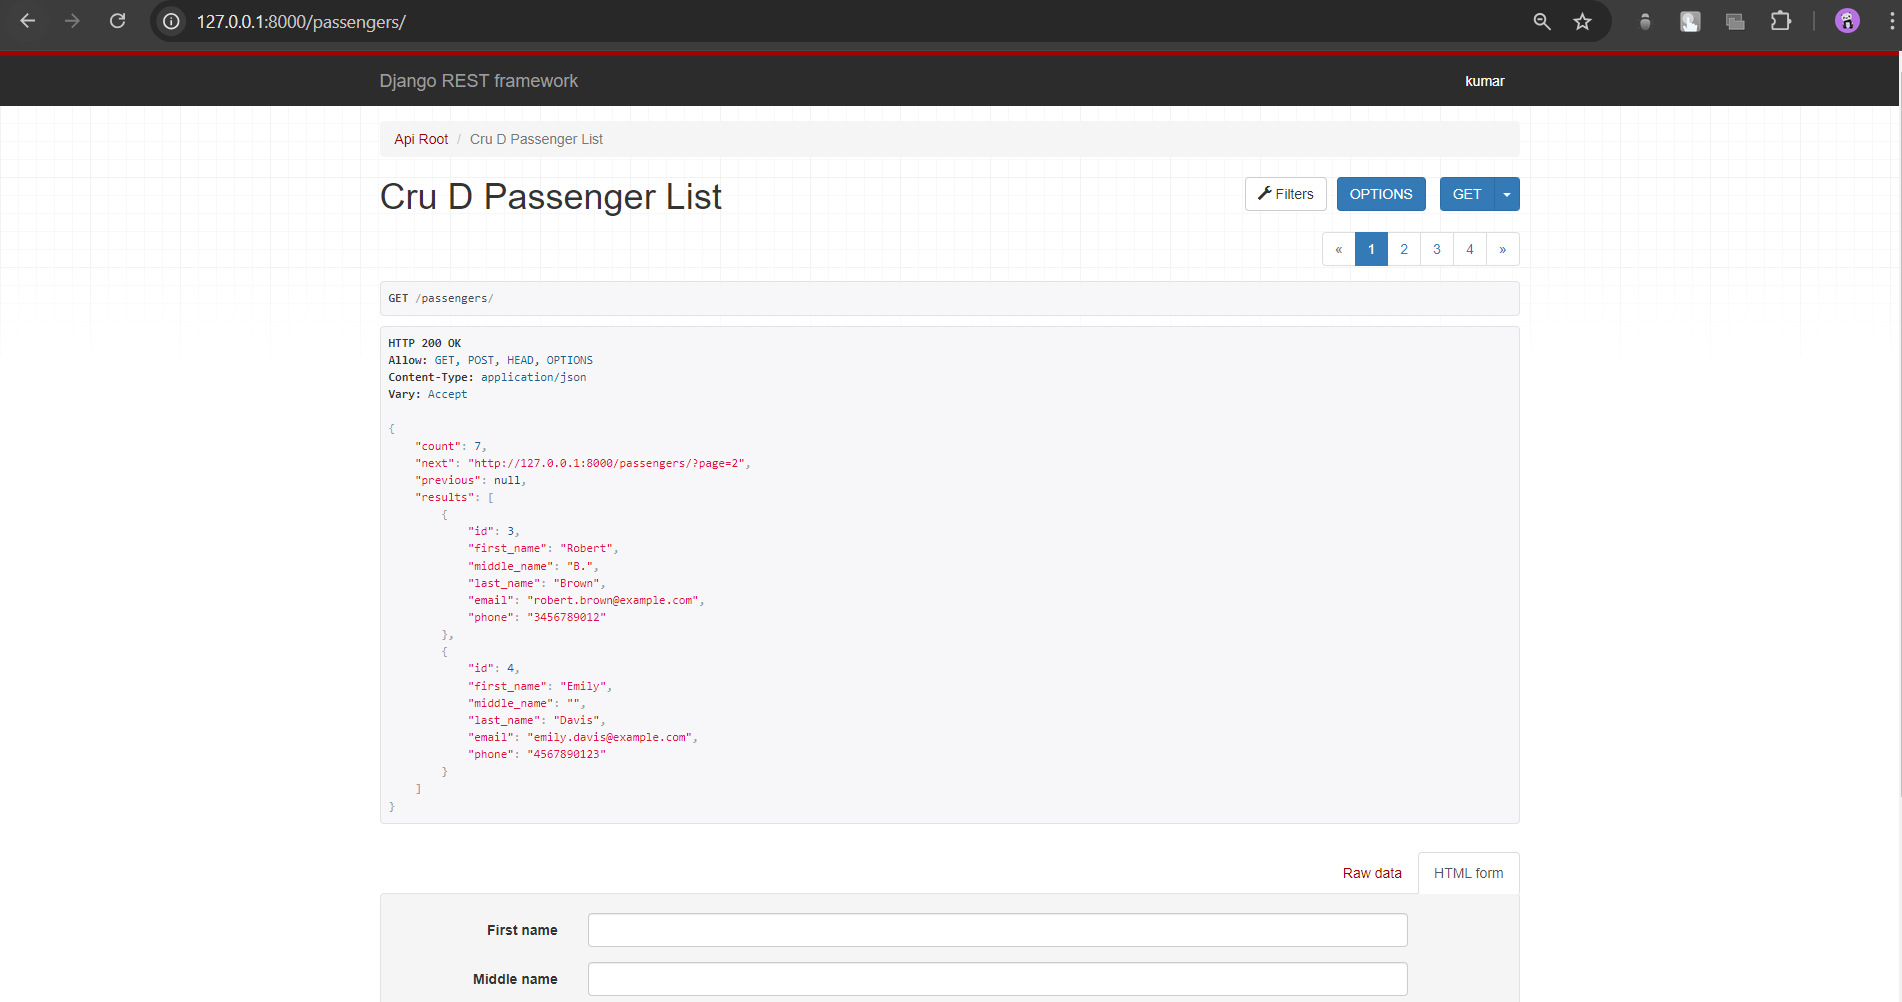 127.0.0.1:8000/passengers/
Django REST framework
kumar
Api Root / Cru D Passenger List
Cru D Passenger List
Filters
OPTIONS
GET
« 1 2 3 4 »
GET /passengers/
HTTP 200 OK
Allow: GET, POST, HEAD, OPTIONS
Content-Type: application/json
Vary: Accept
{
"count": 7,
"next": "http://127.0.0.1:8000/passengers/?page=2",
"previous": null,
"results": [
{
"id": 3,
"first_name": "Robert",
"middle_name": "B.",
"last_name": "Brown",
"email": "robert.brown@example.com",
"phone": "3456789012"
},
{
"id": 4,
"first_name": "Emily",
"middle_name": "",
"last_name": "Davis",
"email": "emily.davis@example.com",
"phone": "4567890123"
}
]
}
Raw data
HTML form
First name
Middle name